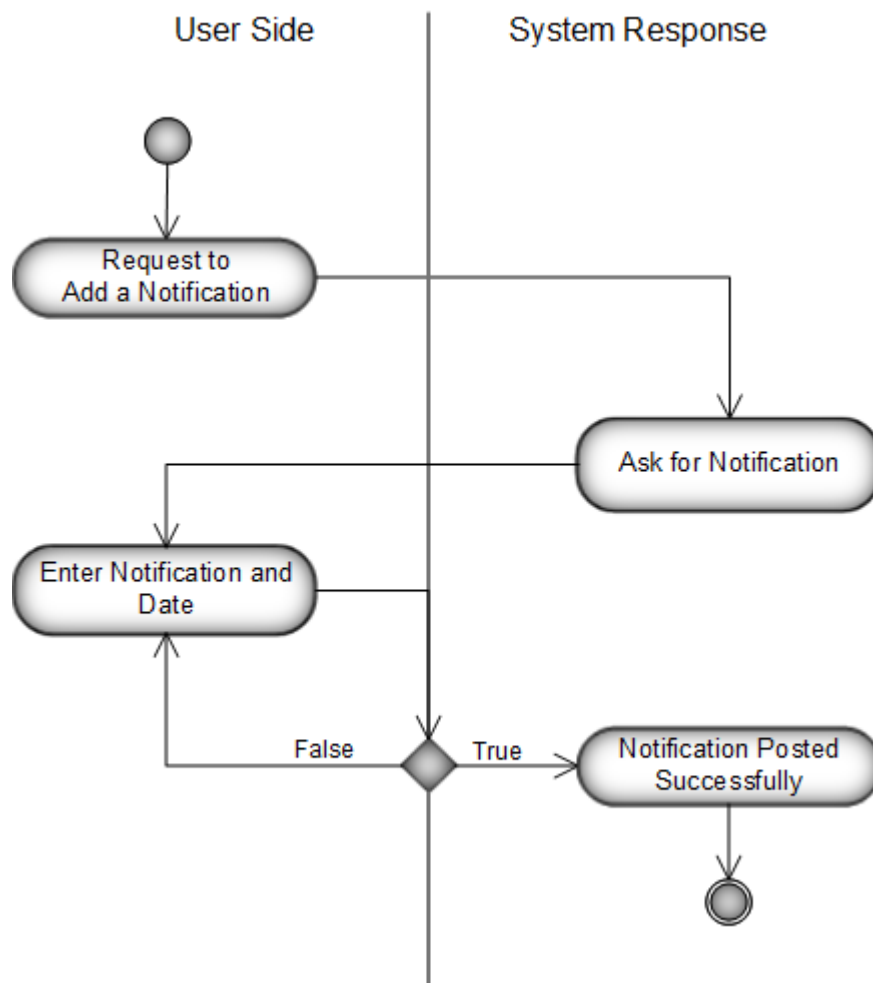 User Side
System Response
Request to
Add a Notification
Ask for Notification
Enter Notification and
Date
False
True
Notification Posted
Successfully